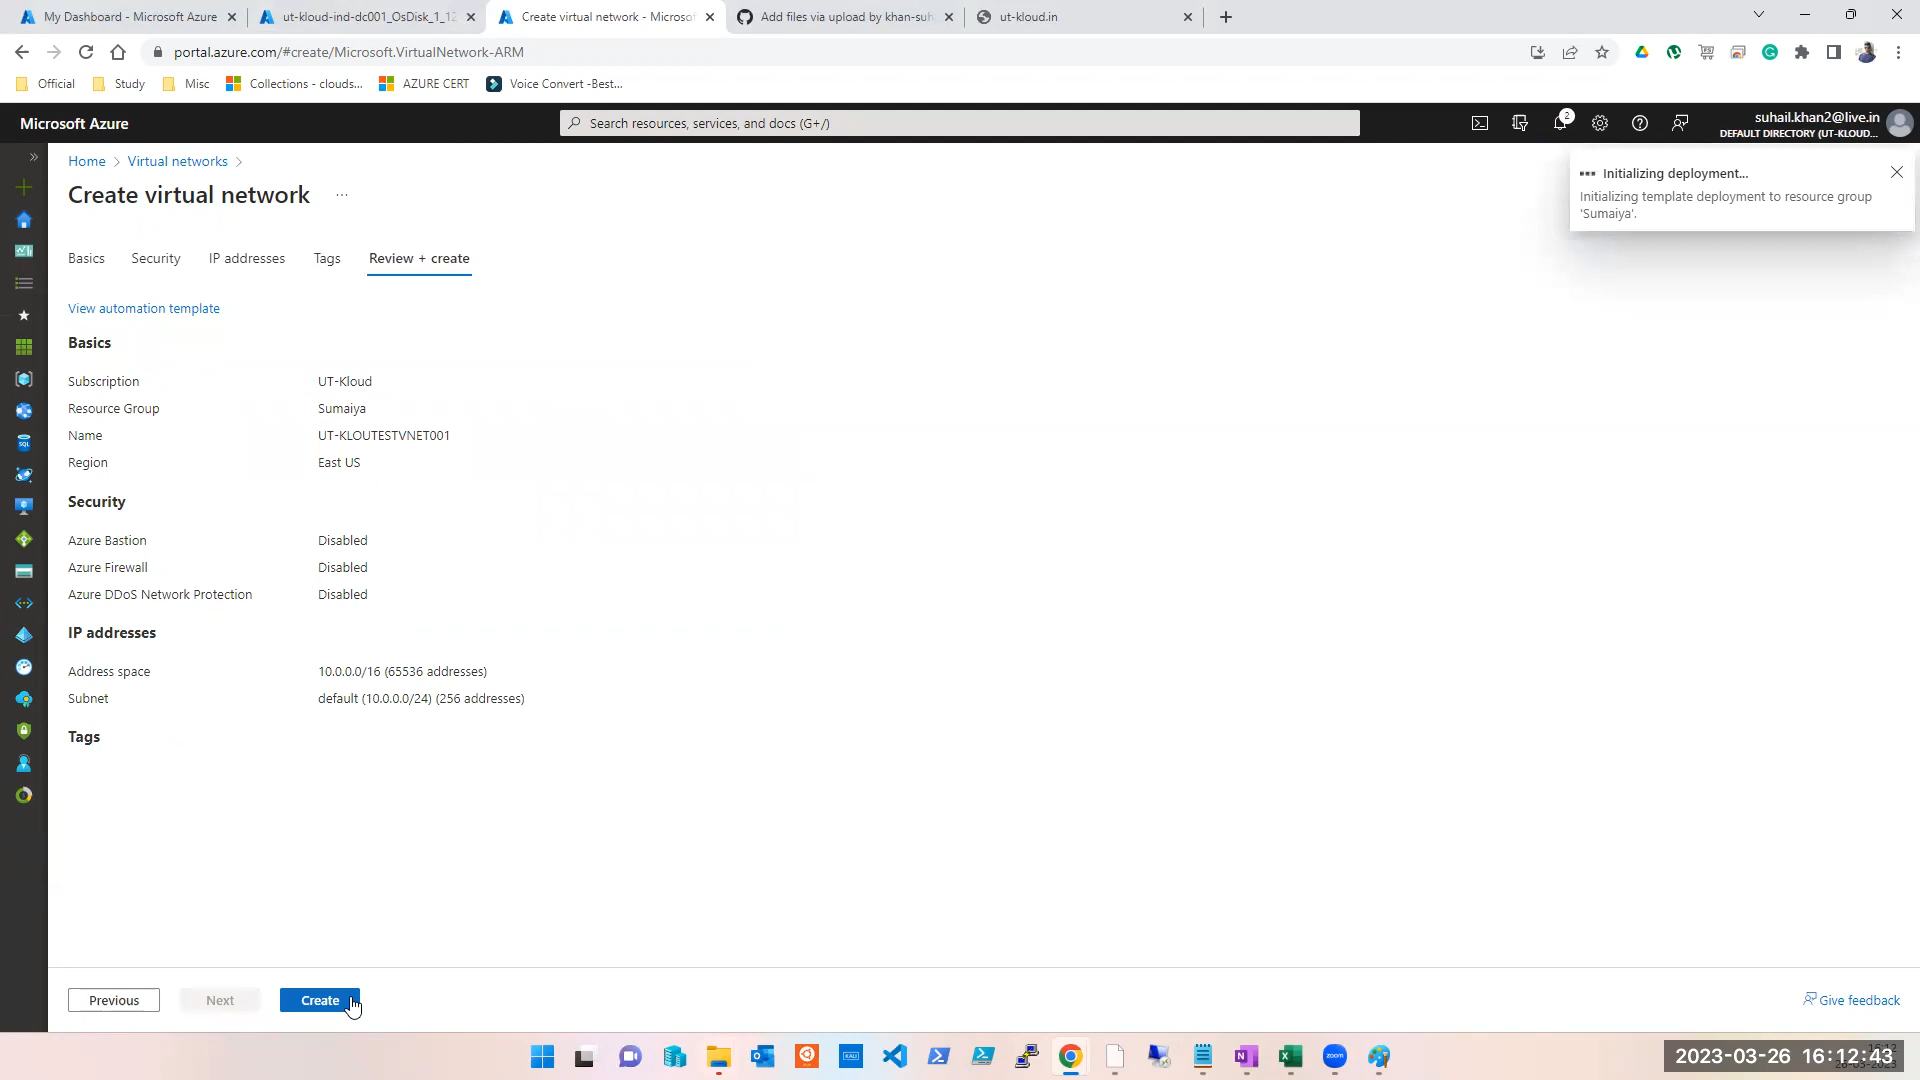 My Dashboard - Microsoft Azure
ut-kloud-ind-dc001_OsDisk_1_12
Create virtual network - Microsof
Add files via upload by khan-suh
ut-kloud.in
portal.azure.com/#create/Microsoft.VirtualNetwork-ARM
Official
Study
Misc
Collections - clouds...
AZURE CERT
Voice Convert -Best...
Microsoft Azure
Search resources, services, and docs (G+/)
2
suhail.khan2@live.in
DEFAULT DIRECTORY (UT-KLOUD...
Home > Virtual networks >
Create virtual network ...
Initializing deployment...
Initializing template deployment to resource group
'Sumaiya'.
Basics
Security
IP addresses
Tags
Review + create
View automation template
Basics
Subscription UT-Kloud
Resource Group Sumaiya
Name UT-KLOUTESTVNET001
Region East US
Security
Azure Bastion Disabled
Azure Firewall Disabled
Azure DDoS Network Protection Disabled
IP addresses
Address space 10.0.0.0/16 (65536 addresses)
Subnet default (10.0.0.0/24) (256 addresses)
Tags
Previous
Next
Create
Give feedback
2023-03-26 16:12:43